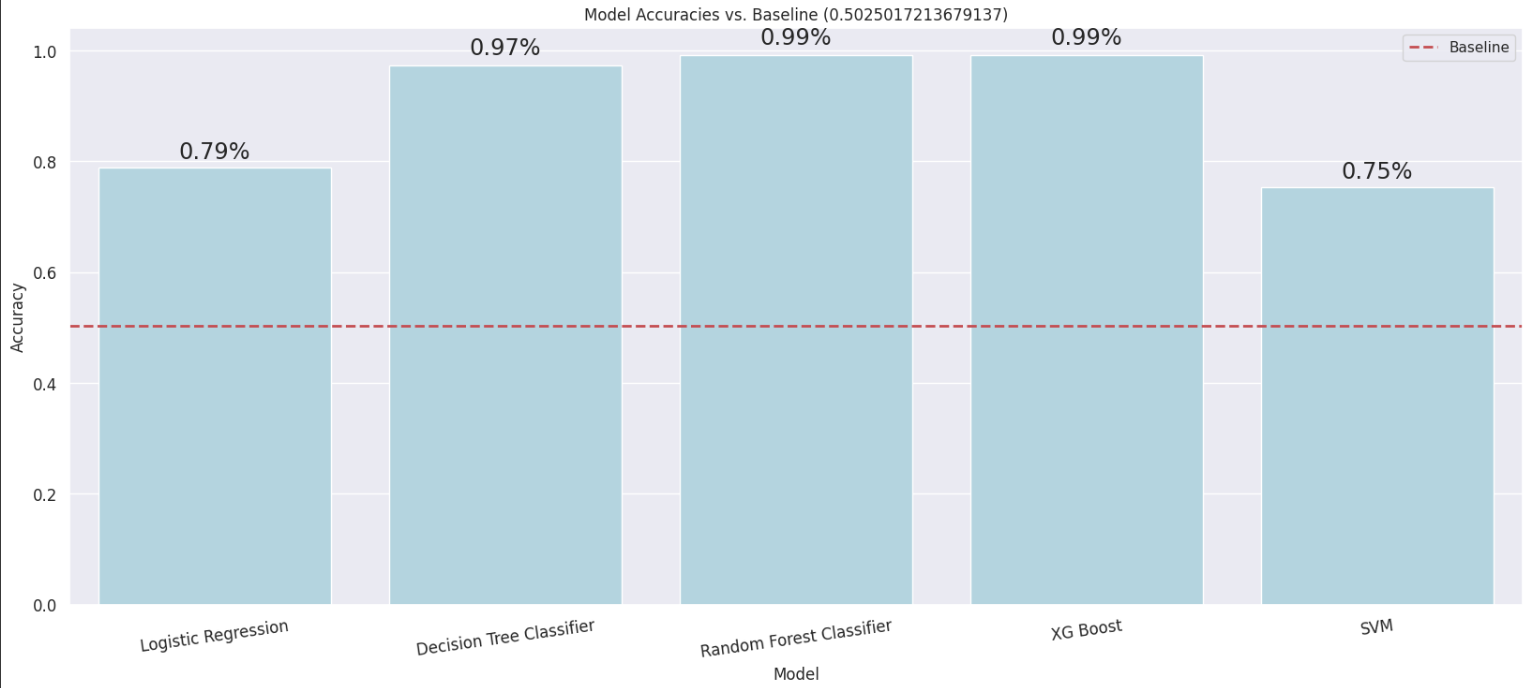 Model Accuracies vs. Baseline (0.5025017213679137)
Baseline
0.79%
0.97%
0.99%
0.99%
0.75%
1.0
0.8
0.6
0.4
0.2
0.0
Accuracy
Logistic Regression
Decision Tree Classifier
Random Forest Classifier
XG Boost
SVM
Model